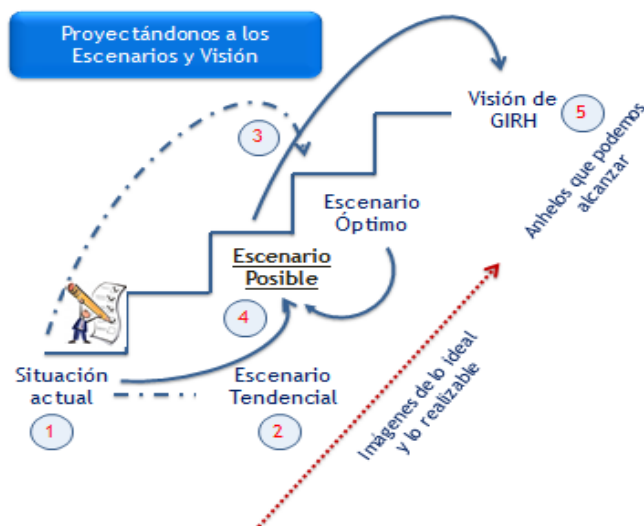 Proyectándonos a los
Escenarios y Visión
Visión de
GIRH
5
3
Anhelos que podemos
alcanzar
Escenario
Óptimo
Escenario
Posible
4
Situación
actual
1
Escenario
Tendencial
2
Imágenes de lo ideal
y lo realizable